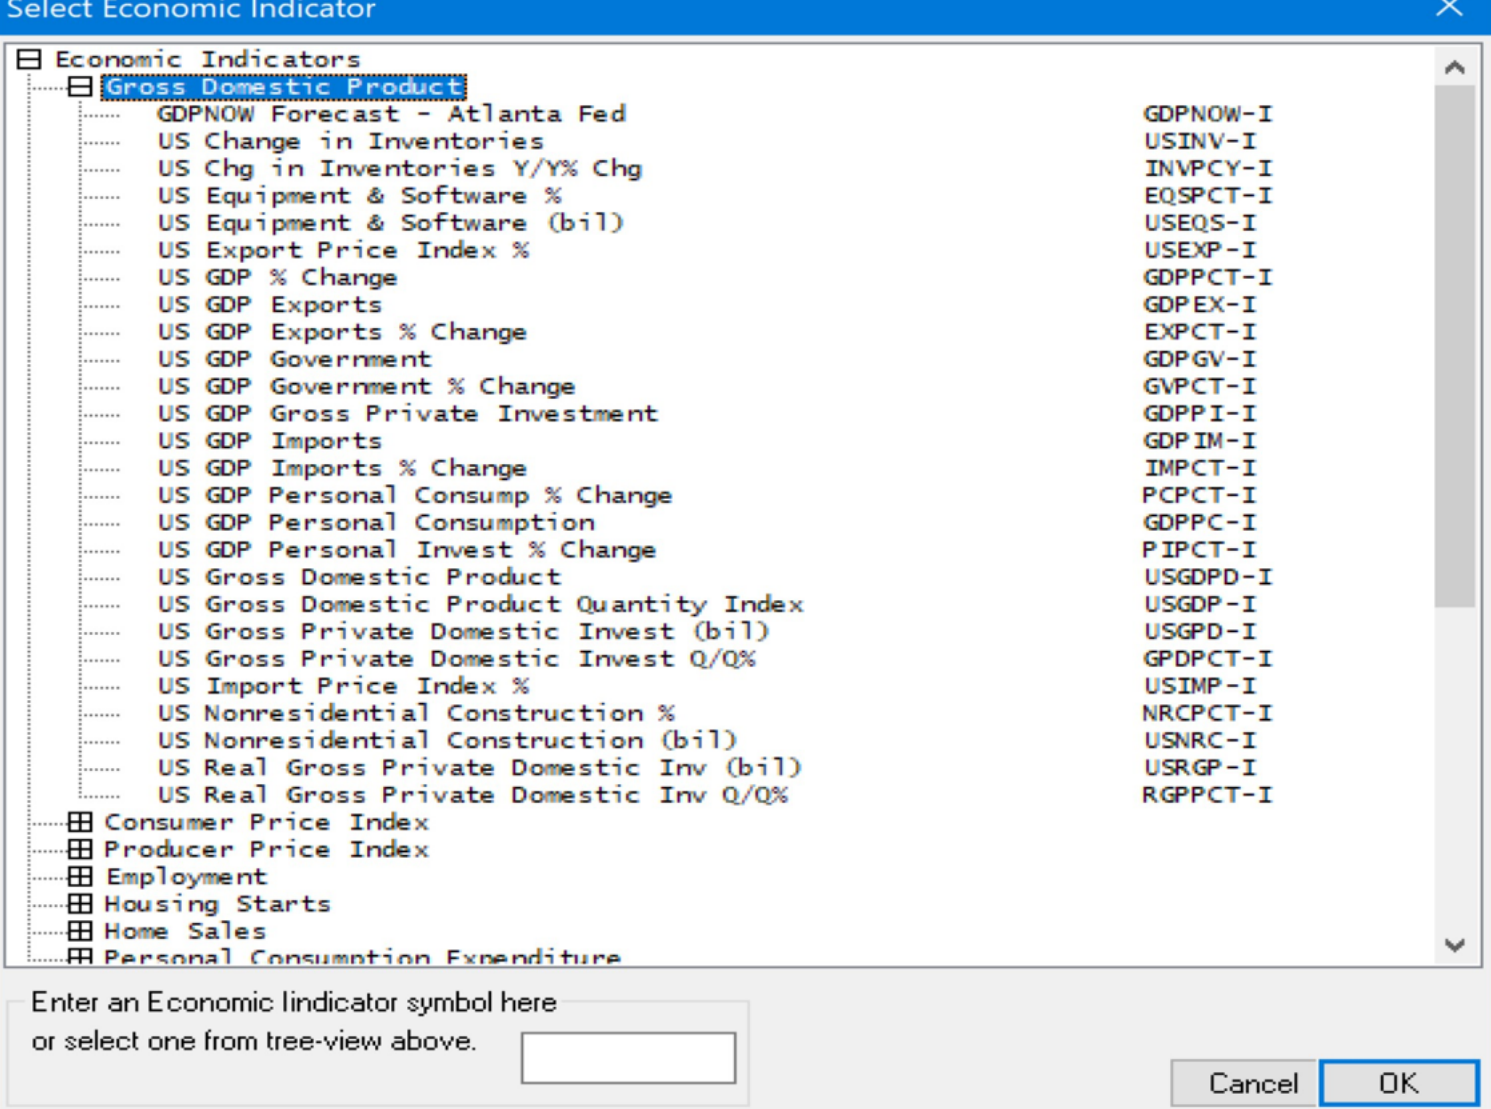 Select Economic Indicator
Economic Indicators
Gross Domestic Product
GDPNOW Forecast - Atlanta Fed GDPNOW-I
US Change in Inventories USINV-I
US Chg in Inventories Y/Y% Chg INVPCY-I
US Equipment & Software % EQSPCT-I
US Equipment & Software (bil) USEQS-I
US Export Price Index % USEXP-I
US GDP % Change GDPPCT-I
US GDP Exports GDPEX-I
US GDP Exports % Change EXPCT-I
US GDP Government GDPGV-I
US GDP Government % Change GVPCT-I
US GDP Gross Private Investment GDPPI-I
US GDP Imports GDPIM-I
US GDP Imports % Change IMPCT-I
US GDP Personal Consump % Change PCPCT-I
US GDP Personal Consumption GDPPC-I
US GDP Personal Invest % Change PIPCT-I
US Gross Domestic Product USGDPD-I
US Gross Domestic Product Quantity Index USGDP-I
US Gross Private Domestic Invest (bil) USGPD-I
US Gross Private Domestic Invest Q/Q% GPDPCT-I
US Import Price Index % USIMP-I
US Nonresidential Construction % NRCPCT-I
US Nonresidential Construction (bil) USNRC-I
US Real Gross Private Domestic Inv (bil) USRGP-I
US Real Gross Private Domestic Inv Q/Q% RGPPCT-I
Consumer Price Index
Producer Price Index
Employment
Housing Starts
Home Sales
Personal Consumption Expenditure
Enter an Economic Iindicator symbol here
or select one from tree-view above.
Cancel OK